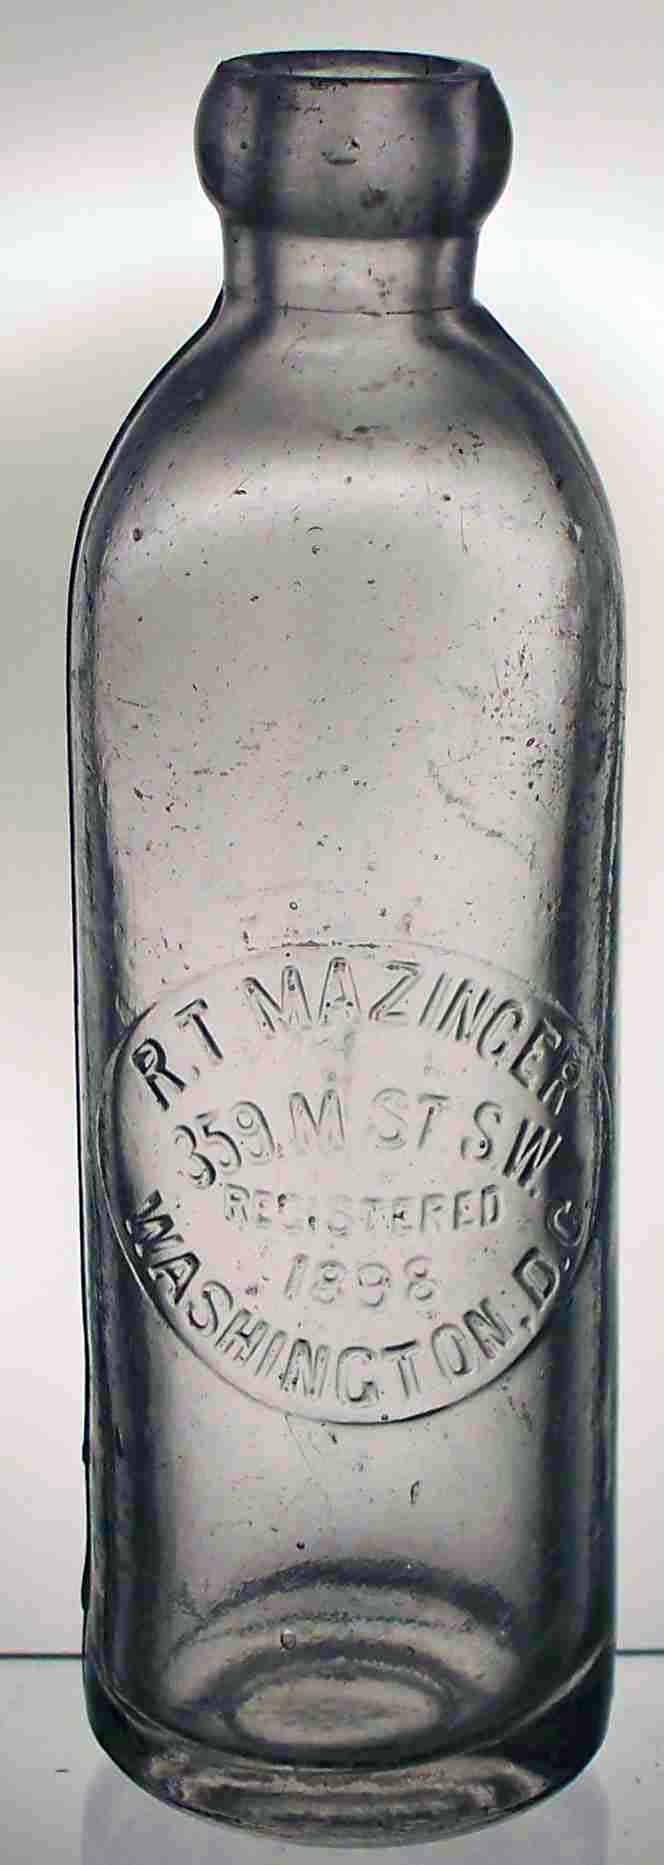 R.T MAZINGER
359 M ST S W.
REGISTERED
1898
WASHINGTON, D.C